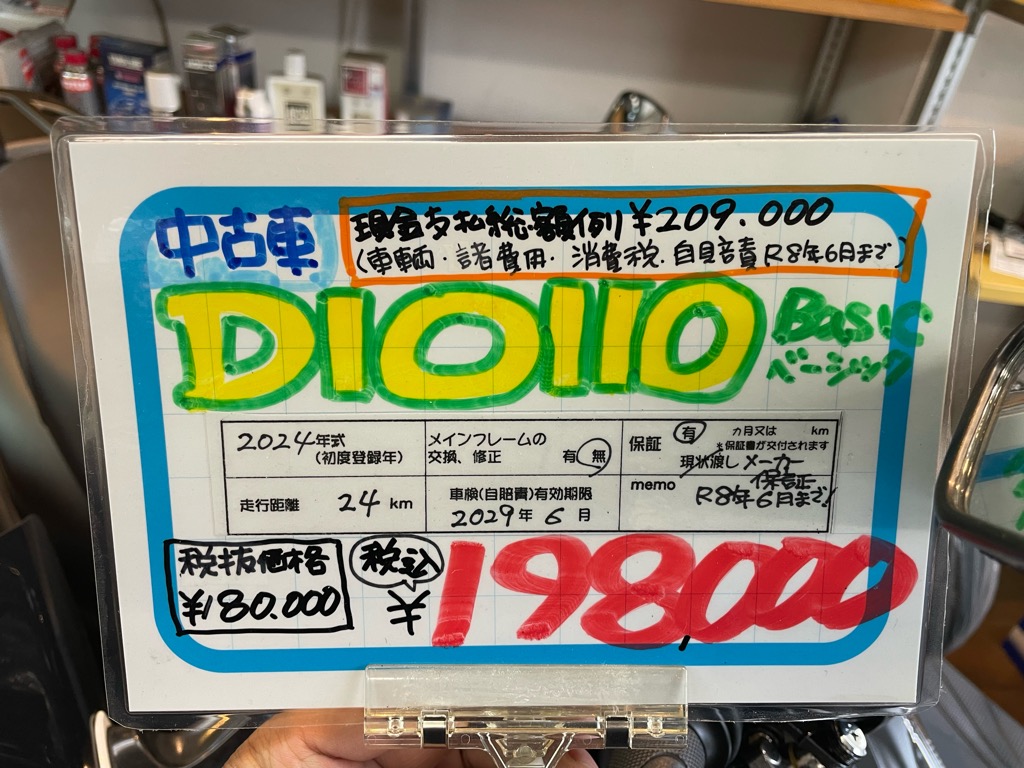 中古車
現金支払総額例 ¥209.000
(車輌・諸費用・消費税・自賠責 R8年6月まで)
DIO110
Basic
ベーシック
2024年式
(初度登録年)
メインフレームの
交換、修正 有 無
保証 有 カ月又は km
*保証書が交付されます
現状渡し メーカー
保証
走行距離 24 km
車検(自賠責)有効期限
2029年 6月
memo
R8年6月まで!
税抜価格
¥180.000
税込
¥198,000